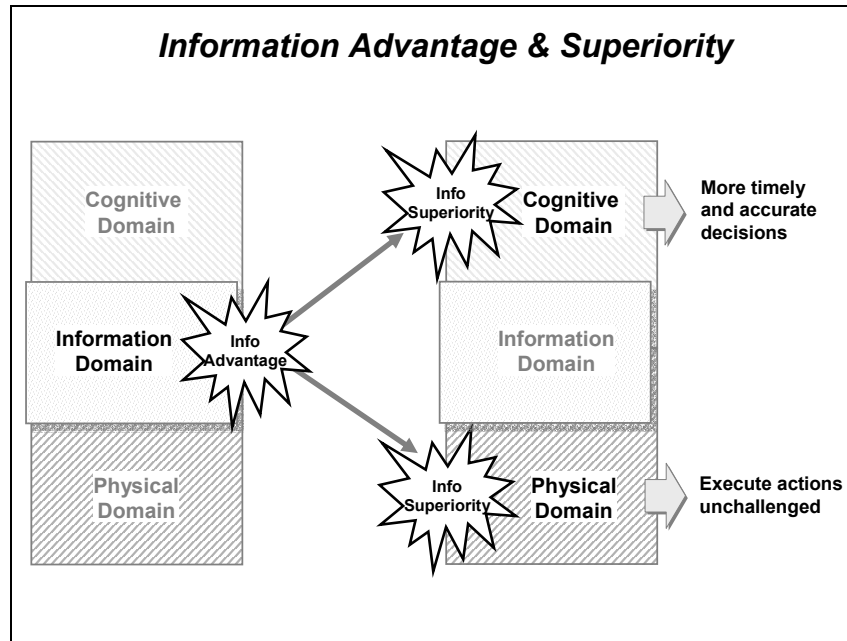 Information Advantage & Superiority
Cognitive
Domain
Information
Domain
Physical
Domain
Info
Advantage
Info
Superiority
Cognitive
Domain
More timely
and accurate
decisions
Information
Domain
Info
Superiority
Physical
Domain
Execute actions
unchallenged